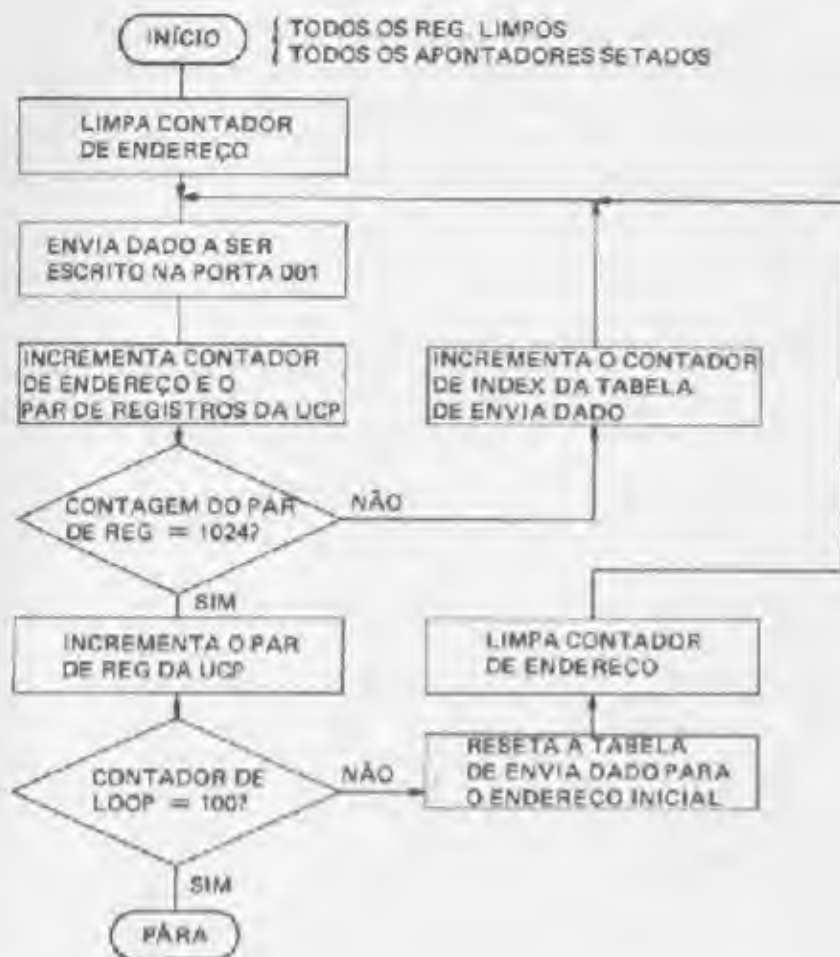 INÍCIO
TODOS OS REG. LIMPOS
TODOS OS APONTADORES SETADOS
LIMPA CONTADOR
DE ENDEREÇO
ENVIA DADO A SER
ESCRITO NA PORTA 001
INCREMENTA CONTADOR
DE ENDEREÇO E O
PAR DE REGISTROS DA UCP
INCREMENTA O CONTADOR
DE INDEX DA TABELA
DE ENVIA DADO
CONTAGEM DO PAR
DE REG = 1024?
NÃO
SIM
INCREMENTA O PAR
DE REG DA UCP
LIMPA CONTADOR
DE ENDEREÇO
CONTADOR DE
LOOP = 100?
NÃO
RESETA A TABELA
DE ENVIA DADO PARA
O ENDEREÇO INICIAL
SIM
PÁRA